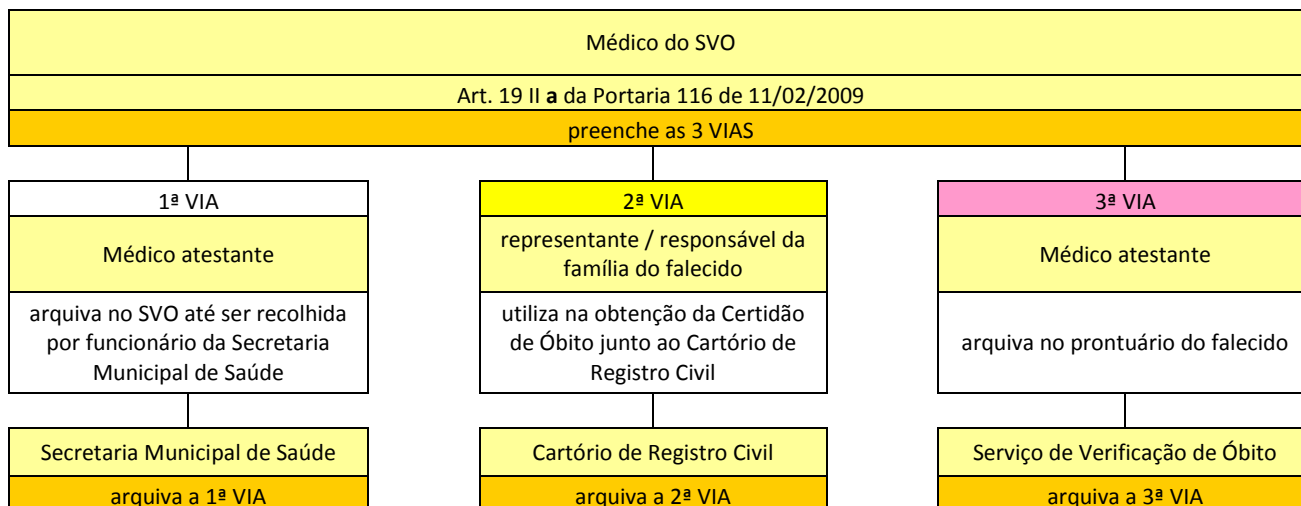 Médico do SVO
Art. 19 II a da Portaria 116 de 11/02/2009
preenche as 3 VIAS
1ª VIA
Médico atestante
arquiva no SVO até ser recolhida
por funcionário da Secretaria
Municipal de Saúde
Secretaria Municipal de Saúde
arquiva a 1ª VIA
2ª VIA
representante / responsável da
família do falecido
utiliza na obtenção da Certidão
de Óbito junto ao Cartório de
Registro Civil
Cartório de Registro Civil
arquiva a 2ª VIA
3ª VIA
Médico atestante
arquiva no prontuário do falecido
Serviço de Verificação de Óbito
arquiva a 3ª VIA